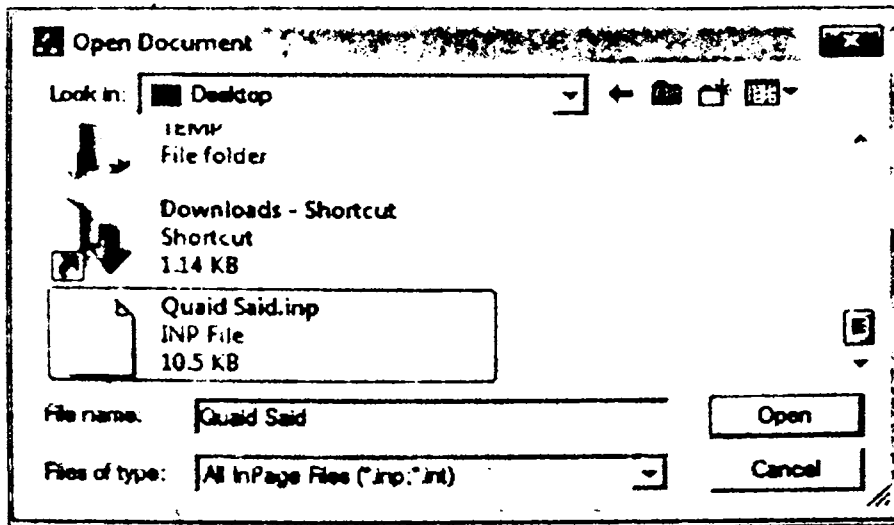 Open Document
Look in: Desktop
TEMP
File folder
Downloads - Shortcut
Shortcut
1.14 KB
Quaid Said.inp
INP File
10.5 KB
File name: Quaid Said
Open
Files of type: All InPage Files (*.inp;*.int)
Cancel